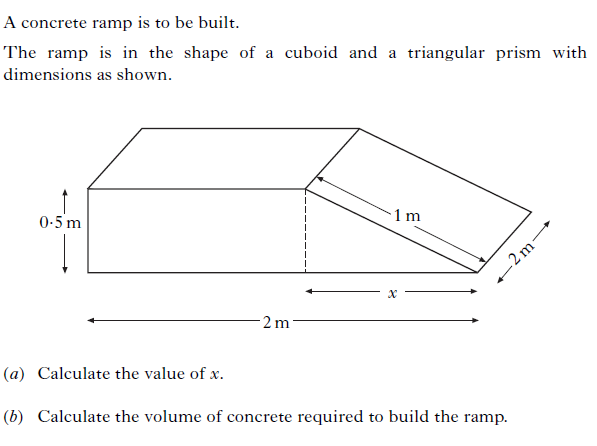 A concrete ramp is to be built.
The ramp is in the shape of a cuboid and a triangular prism with
dimensions as shown.
0·5 m
1 m
2 m
x
2 m
(a) Calculate the value of x.
(b) Calculate the volume of concrete required to build the ramp.